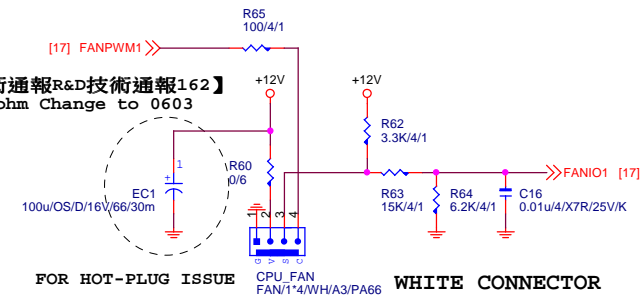 R65
100/4/1
[17] FANPWM1
術通報R&D技術通報162】
ohm Change to 0603
+12V
+12V
R62
3.3K/4/1
1
+
EC1
100u/OS/D/16V/66/30m
R60
0/6
FANIO1 [17]
R63
15K/4/1
R64
6.2K/4/1
C16
0.01u/4/X7R/25V/K
1 2 3 4
G V S C
FOR HOT-PLUG ISSUE
CPU_FAN
FAN/1*4/WH/A3/PA66
WHITE CONNECTOR